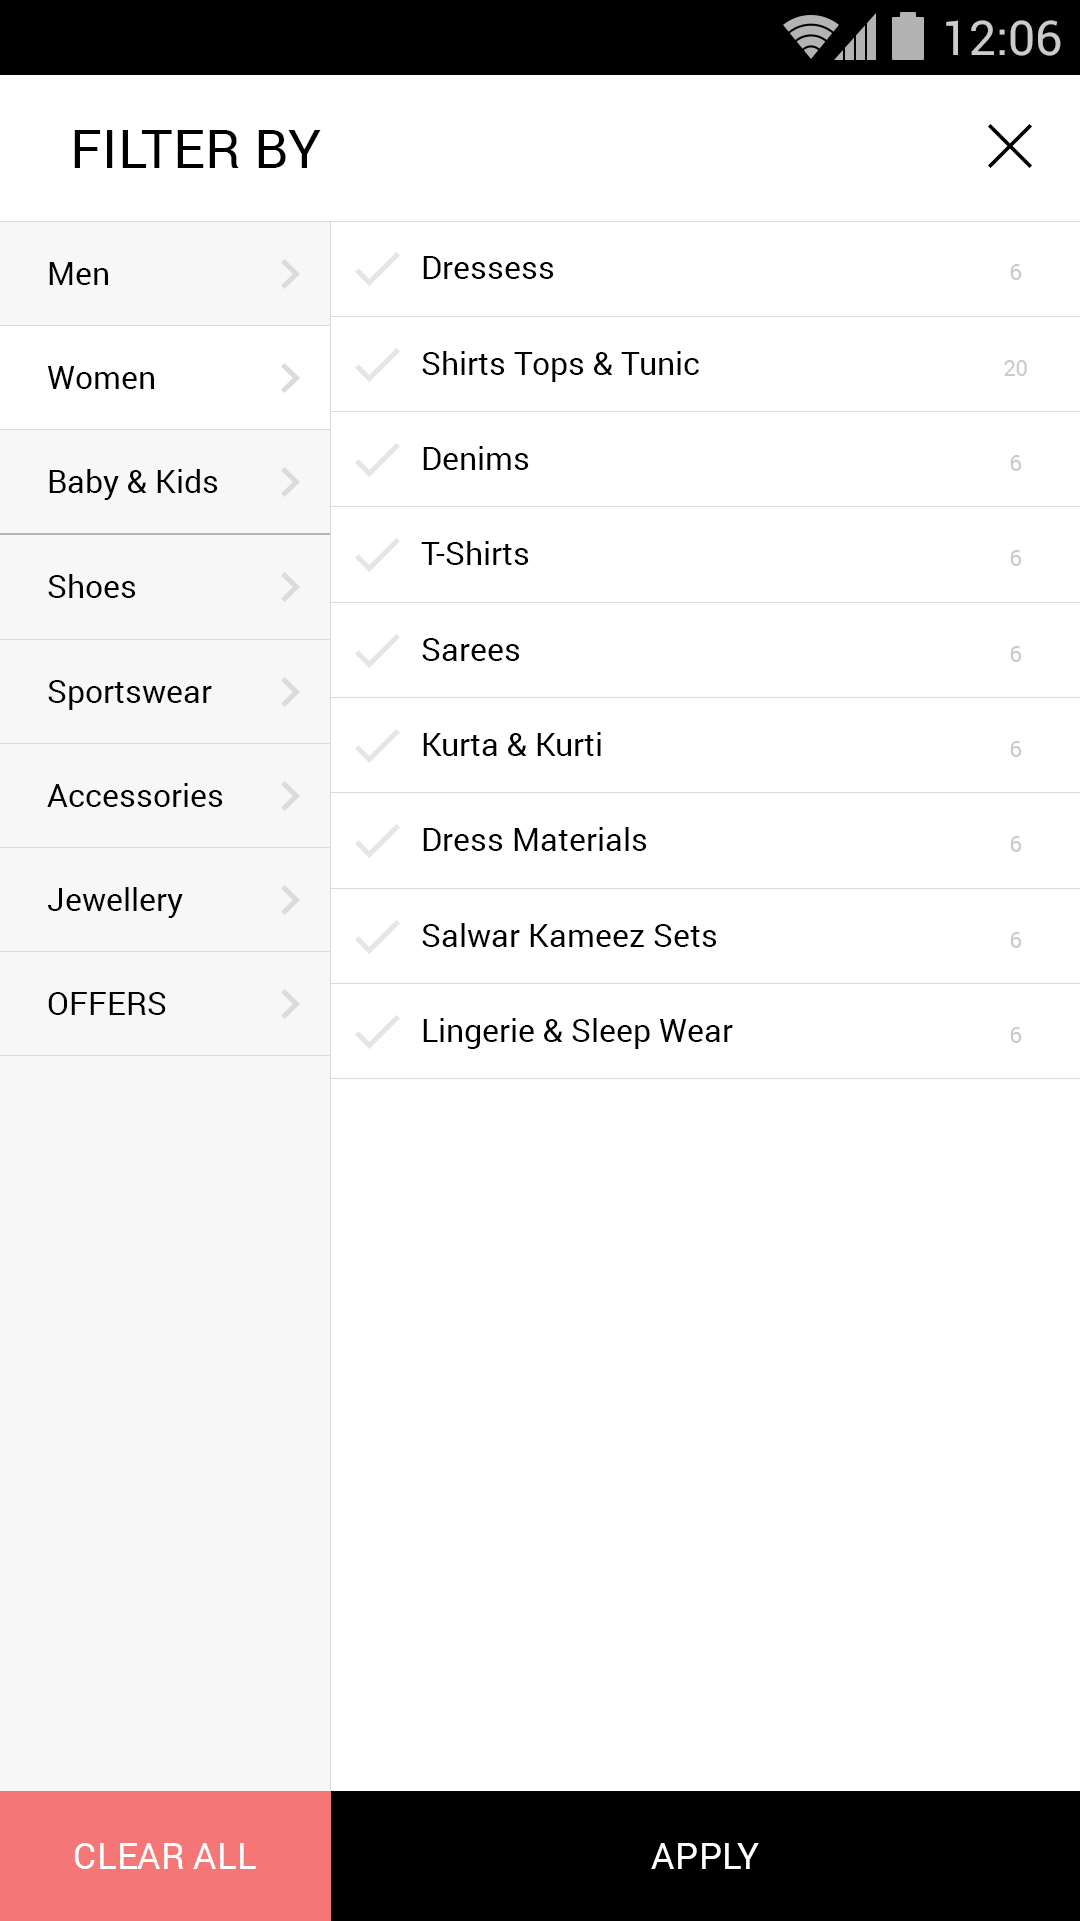 12:06
FILTER BY
Men
Women
Baby & Kids
Shoes
Sportswear
Accessories
Jewellery
OFFERS
Dressess 6
Shirts Tops & Tunic 20
Denims 6
T-Shirts 6
Sarees 6
Kurta & Kurti 6
Dress Materials 6
Salwar Kameez Sets 6
Lingerie & Sleep Wear 6
CLEAR ALL
APPLY